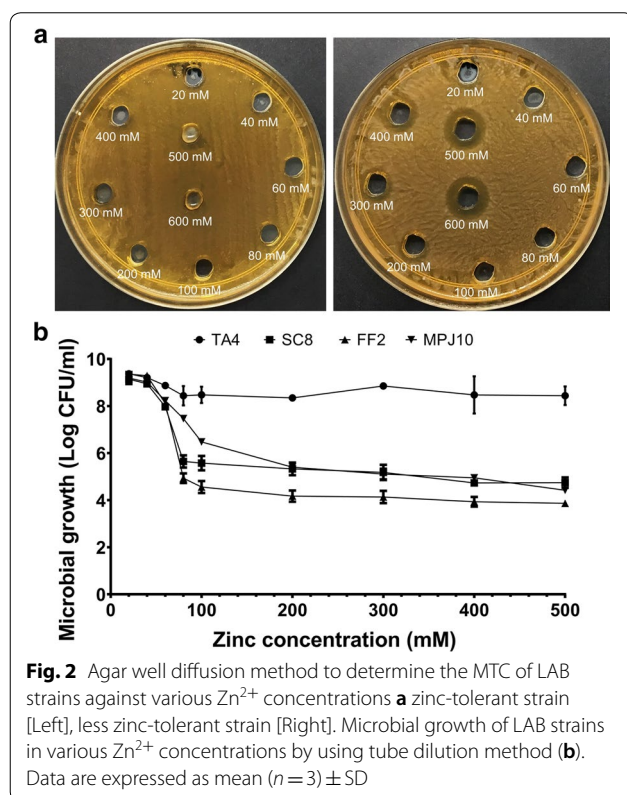 a
20 mM
40 mM
400 mM
500 mM
60 mM
300 mM
600 mM
80 mM
200 mM
100 mM
20 mM
40 mM
400 mM
500 mM
60 mM
300 mM
600 mM
80 mM
200 mM
100 mM
b
TA4 SC8 FF2 MPJ10
Microbial growth (Log CFU/ml)
10
8
6
4
2
0
0 100 200 300 400 500
Zinc concentration (mM)
Fig. 2 Agar well diffusion method to determine the MTC of LAB
strains against various Zn²⁺ concentrations a zinc-tolerant strain
[Left], less zinc-tolerant strain [Right]. Microbial growth of LAB strains
in various Zn²⁺ concentrations by using tube dilution method (b).
Data are expressed as mean (n = 3) ± SD